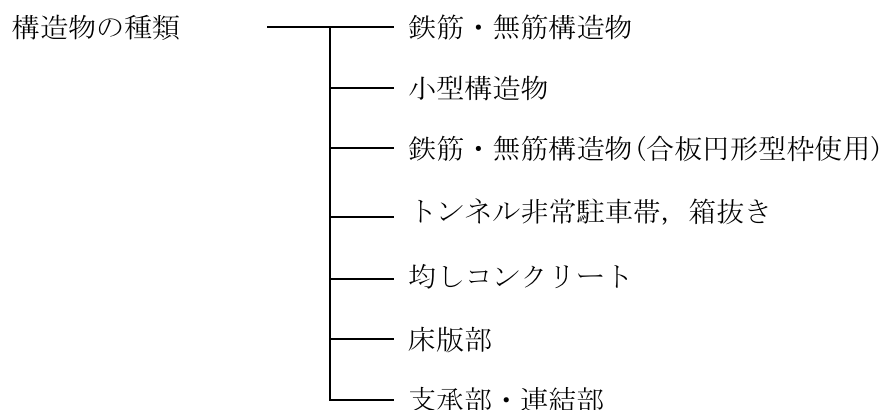 構造物の種類
鉄筋・無筋構造物
小型構造物
鉄筋・無筋構造物(合板円形型枠使用)
トンネル非常駐車帯，箱抜き
均しコンクリート
床版部
支承部・連結部